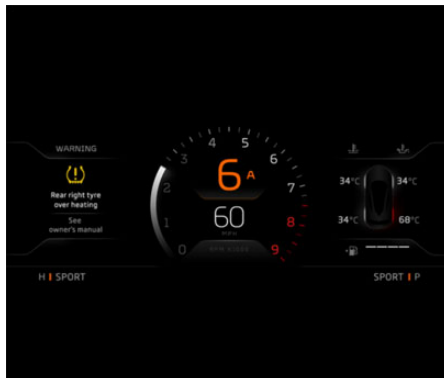 WARNING
Rear right tyre
over heating
See
owner's manual
0
1
2
3
4
5
6
7
8
9
6 A
60
MPH
34°C
34°C
34°C
68°C
H SPORT
SPORT P